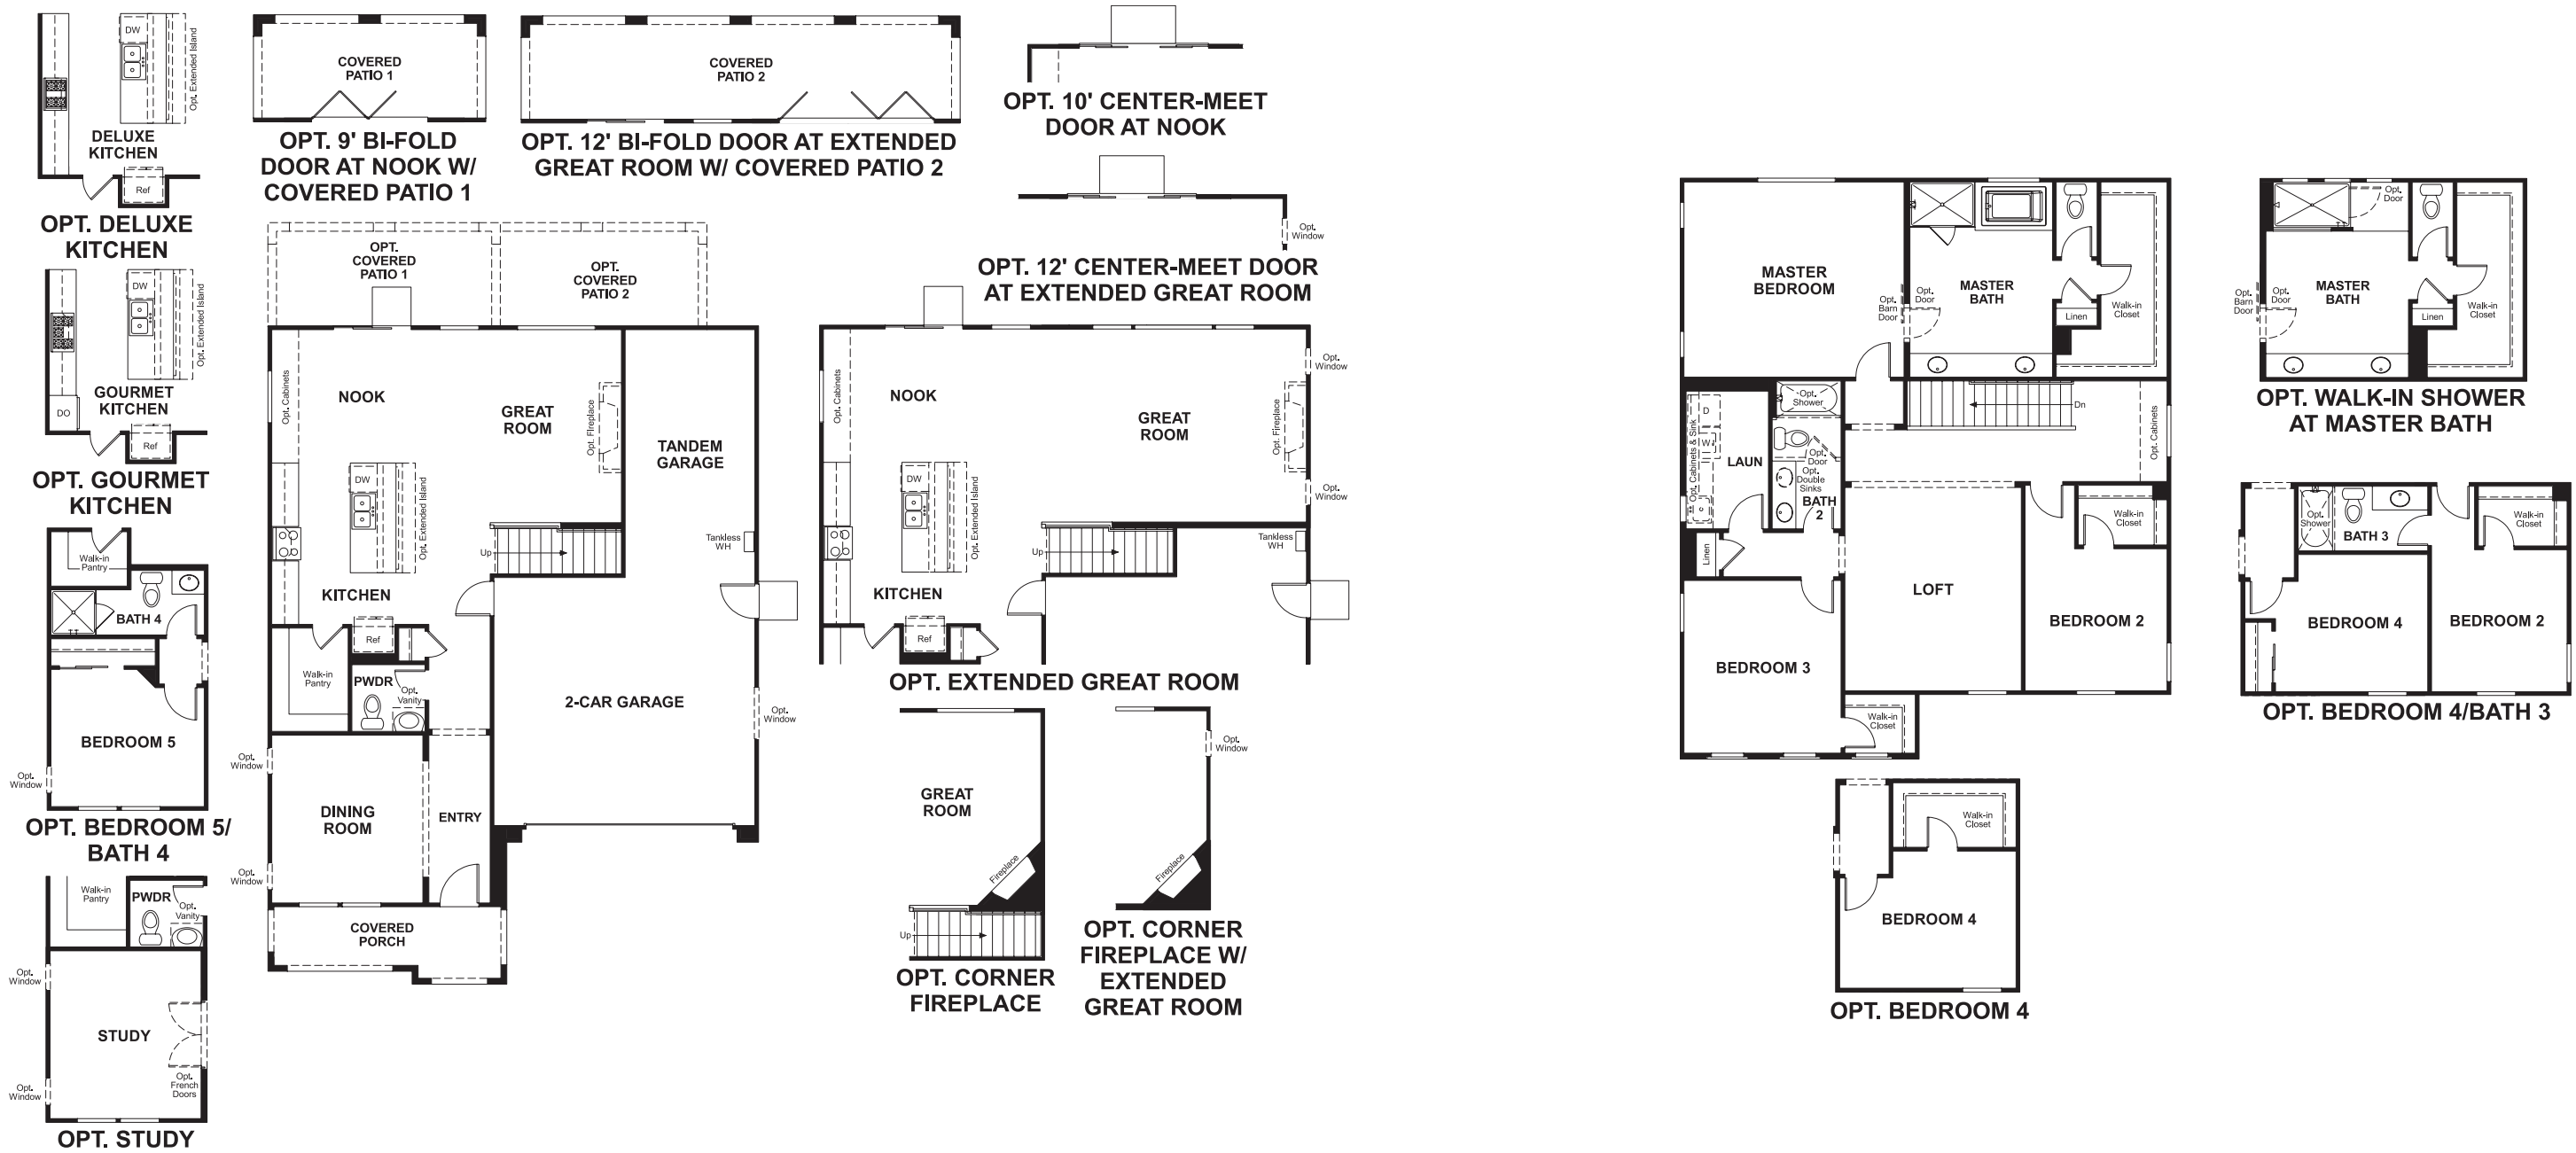 DW
Opt. Extended Island
DELUXE
KITCHEN
Ref
OPT. DELUXE
KITCHEN
DW
Opt. Extended Island
GOURMET
KITCHEN
DO
Ref
OPT. GOURMET
KITCHEN
Walk-in
Pantry
BATH 4
BEDROOM 5
Opt.
Window
OPT. BEDROOM 5/
BATH 4
Walk-in
Pantry
PWDR
Opt.
Vanity
Opt.
Window
STUDY
Opt.
Window
Opt.
French
Doors
OPT. STUDY
COVERED
PATIO 1
OPT. 9' BI-FOLD
DOOR AT NOOK W/
COVERED PATIO 1
COVERED
PATIO 2
OPT. 12' BI-FOLD DOOR AT EXTENDED
GREAT ROOM W/ COVERED PATIO 2
OPT. 10' CENTER-MEET
DOOR AT NOOK
Opt.
Window
OPT. 12' CENTER-MEET DOOR
AT EXTENDED GREAT ROOM
OPT.
COVERED
PATIO 1
OPT.
COVERED
PATIO 2
Opt. Cabinets
NOOK
GREAT
ROOM
Opt. Fireplace
TANDEM
GARAGE
DW
Opt. Extended Island
Up
Tankless
WH
KITCHEN
Ref
Walk-in
Pantry
PWDR
Opt.
Vanity
2-CAR GARAGE
Opt.
Window
Opt.
Window
DINING
ROOM
ENTRY
Opt.
Window
COVERED
PORCH
Opt. Cabinets
NOOK
GREAT
ROOM
Opt.
Window
Opt. Fireplace
Opt.
Window
DW
Opt. Extended Island
Up
Tankless
WH
KITCHEN
Ref
OPT. EXTENDED GREAT ROOM
GREAT
ROOM
Fireplace
Up
OPT. CORNER
FIREPLACE
Opt.
Window
Fireplace
OPT. CORNER
FIREPLACE W/
EXTENDED
GREAT ROOM
MASTER
BEDROOM
Opt.
Barn
Door
Opt.
Door
MASTER
BATH
Linen
Walk-in
Closet
D
W
Opt. Cabinets & Sink
LAUN
Opt.
Shower
Opt.
Door
Opt.
Double
Sinks
BATH
2
Dn
Opt. Cabinets
Linen
LOFT
Walk-in
Closet
BEDROOM 2
BEDROOM 3
Walk-in
Closet
Walk-in
Closet
BEDROOM 4
OPT. BEDROOM 4
Opt.
Door
Opt.
Barn
Door
Opt.
Door
MASTER
BATH
Linen
Walk-in
Closet
OPT. WALK-IN SHOWER
AT MASTER BATH
Opt.
Shower
BATH 3
Walk-in
Closet
BEDROOM 4
BEDROOM 2
OPT. BEDROOM 4/BATH 3